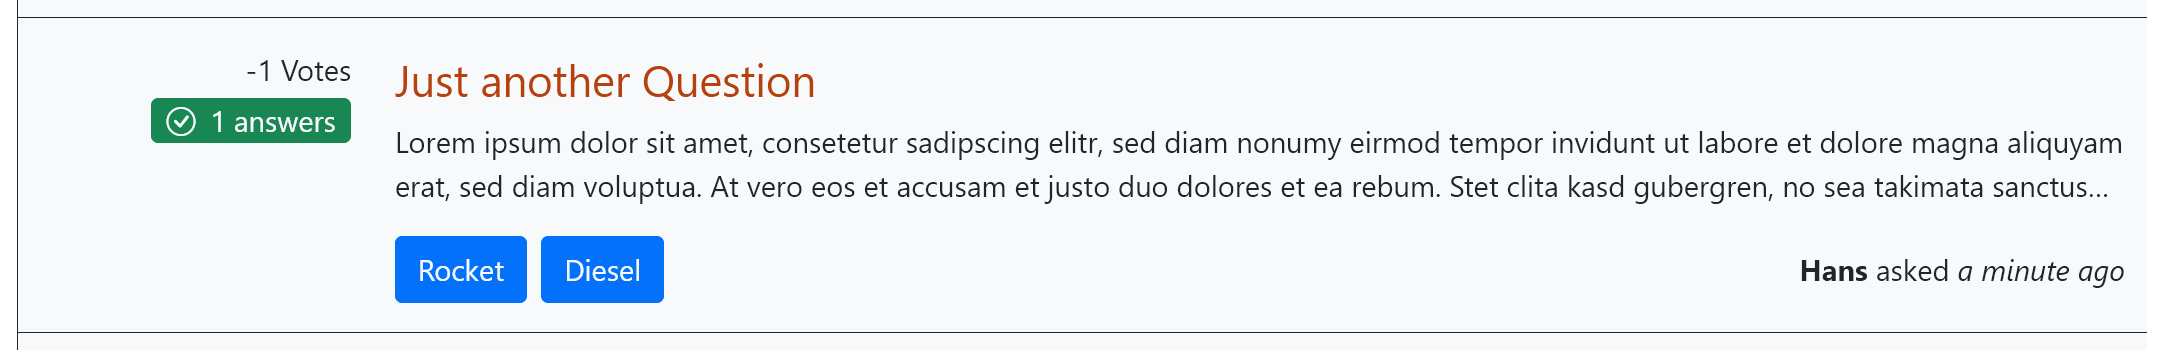 -1 Votes
1 answers
Just another Question
Lorem ipsum dolor sit amet, consetetur sadipscing elitr, sed diam nonumy eirmod tempor invidunt ut labore et dolore magna aliquyam
erat, sed diam voluptua. At vero eos et accusam et justo duo dolores et ea rebum. Stet clita kasd gubergren, no sea takimata sanctus...
Rocket Diesel
Hans asked a minute ago